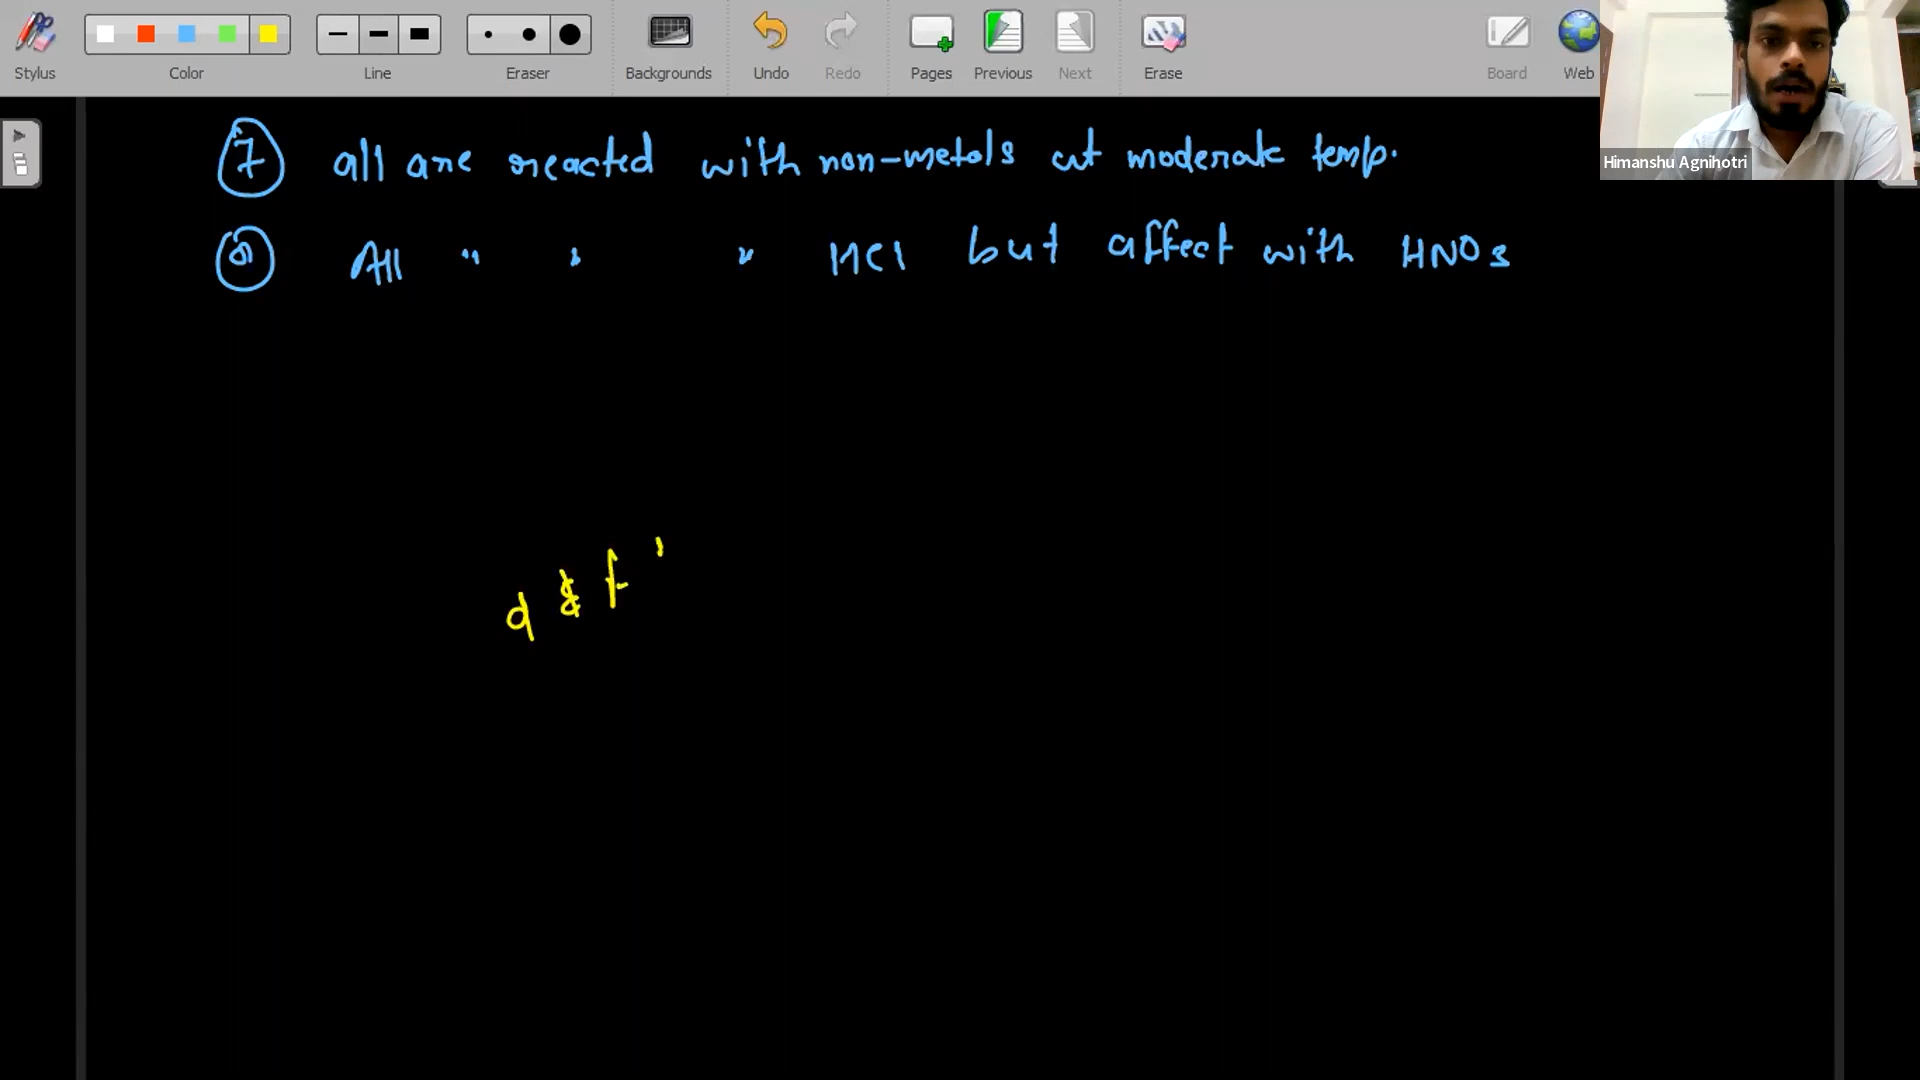 Stylus Color Line Eraser Backgrounds Undo Redo Pages Previous Next Erase Board Web
Himanshu Agnihotri
7 all are reacted with non-metals at moderate temp.
8 All " " " HCl but affect with HNO3
d & f '